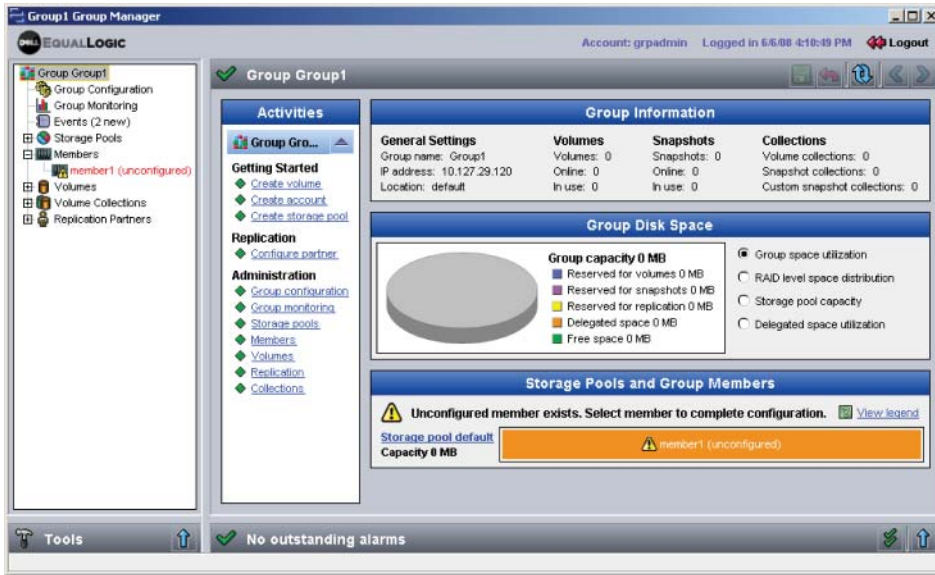 Group1 Group Manager
DELL EQUALLOGIC
Account: grpadmin Logged in 6/6/08 4:10:49 PM Logout
Group Group1
Group Configuration
Group Monitoring
Events (2 new)
Storage Pools
Members
member1 (unconfigured)
Volumes
Volume Collections
Replication Partners
Group Group1
Activities
Group Gro...
Getting Started
Create volume
Create account
Create storage pool
Replication
Configure partner
Administration
Group configuration
Group monitoring
Storage pools
Members
Volumes
Replication
Collections
Group Information
General Settings
Group name: Group1
IP address: 10.127.29.120
Location: default
Volumes
Volumes: 0
Online: 0
In use: 0
Snapshots
Snapshots: 0
Online: 0
In use: 0
Collections
Volume collections: 0
Snapshot collections: 0
Custom snapshot collections: 0
Group Disk Space
Group capacity 0 MB
Reserved for volumes 0 MB
Reserved for snapshots 0 MB
Reserved for replication 0 MB
Delegated space 0 MB
Free space 0 MB
Group space utilization
RAID level space distribution
Storage pool capacity
Delegated space utilization
Storage Pools and Group Members
Unconfigured member exists. Select member to complete configuration. View legend
Storage pool default
Capacity 0 MB
member1 (unconfigured)
Tools
No outstanding alarms